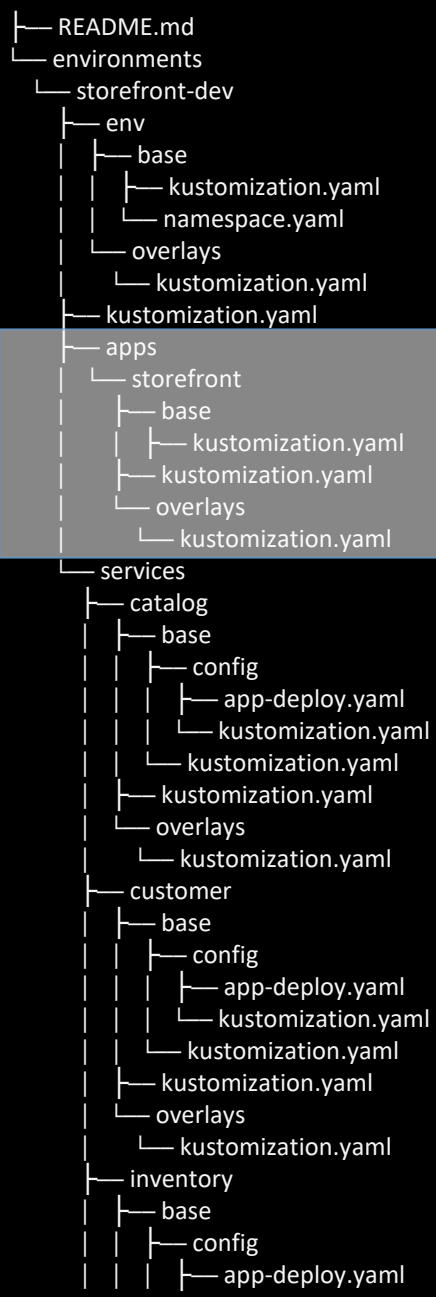 ├── README.md
└── environments
    └── storefront-dev
        ├── env
        │   ├── base
        │   │   ├── kustomization.yaml
        │   │   └── namespace.yaml
        │   └── overlays
        │       └── kustomization.yaml
        ├── kustomization.yaml
        ├── apps
        │   └── storefront
        │       ├── base
        │       │   ├── kustomization.yaml
        │       ├── kustomization.yaml
        │       └── overlays
        │           └── kustomization.yaml
        └── services
            ├── catalog
            │   ├── base
            │   │   ├── config
            │   │   │   ├── app-deploy.yaml
            │   │   │   └── kustomization.yaml
            │   │   └── kustomization.yaml
            │   ├── kustomization.yaml
            │   └── overlays
            │       └── kustomization.yaml
            ├── customer
            │   ├── base
            │   │   ├── config
            │   │   │   ├── app-deploy.yaml
            │   │   │   └── kustomization.yaml
            │   │   └── kustomization.yaml
            │   ├── kustomization.yaml
            │   └── overlays
            │       └── kustomization.yaml
            ├── inventory
            │   ├── base
            │   │   ├── config
            │   │   │   ├── app-deploy.yaml